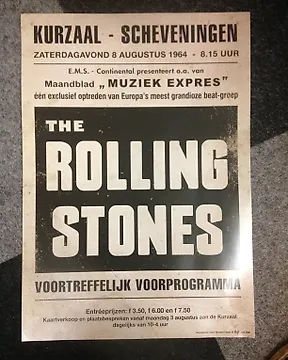 KURZAAL - SCHEVENINGEN
ZATERDAGAVOND 8 AUGUSTUS 1964 - 8.15 UUR
E.M.S. - Continental presenteert o.a. van
Maandblad „MUZIEK EXPRES”
één exclusief optreden van Europa's meest grandioze beat-groep
THE
ROLLING
STONES
VOORTREFFELIJK VOORPROGRAMMA
Entréeprijzen: f 3.50, f 6.00 en f 7.50
Kaartverkoop en plaatsbespreken vanaf maandag 3 augustus aan de Kurzaal,
dagelijks van 10-4 uur